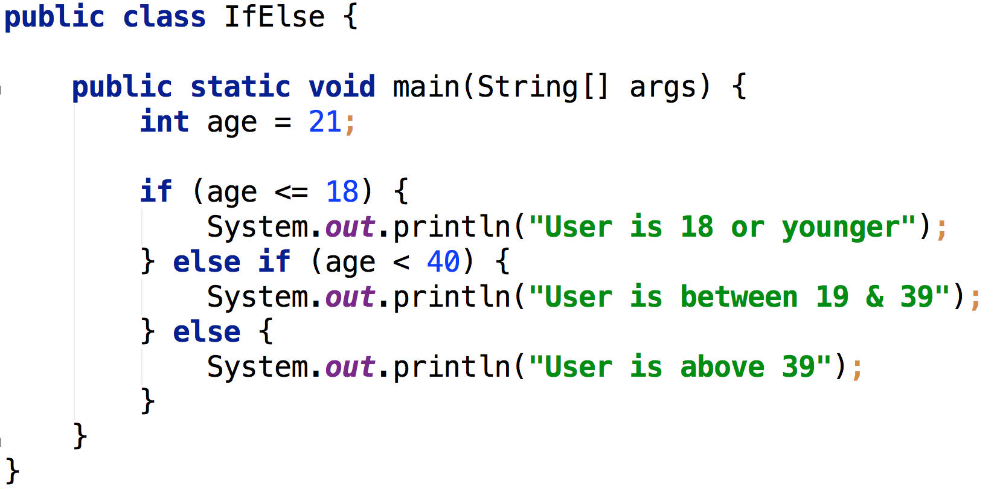 public class IfElse {

    public static void main(String[] args) {
        int age = 21;

        if (age <= 18) {
            System.out.println("User is 18 or younger");
        } else if (age < 40) {
            System.out.println("User is between 19 & 39");
        } else {
            System.out.println("User is above 39");
        }
    }
}